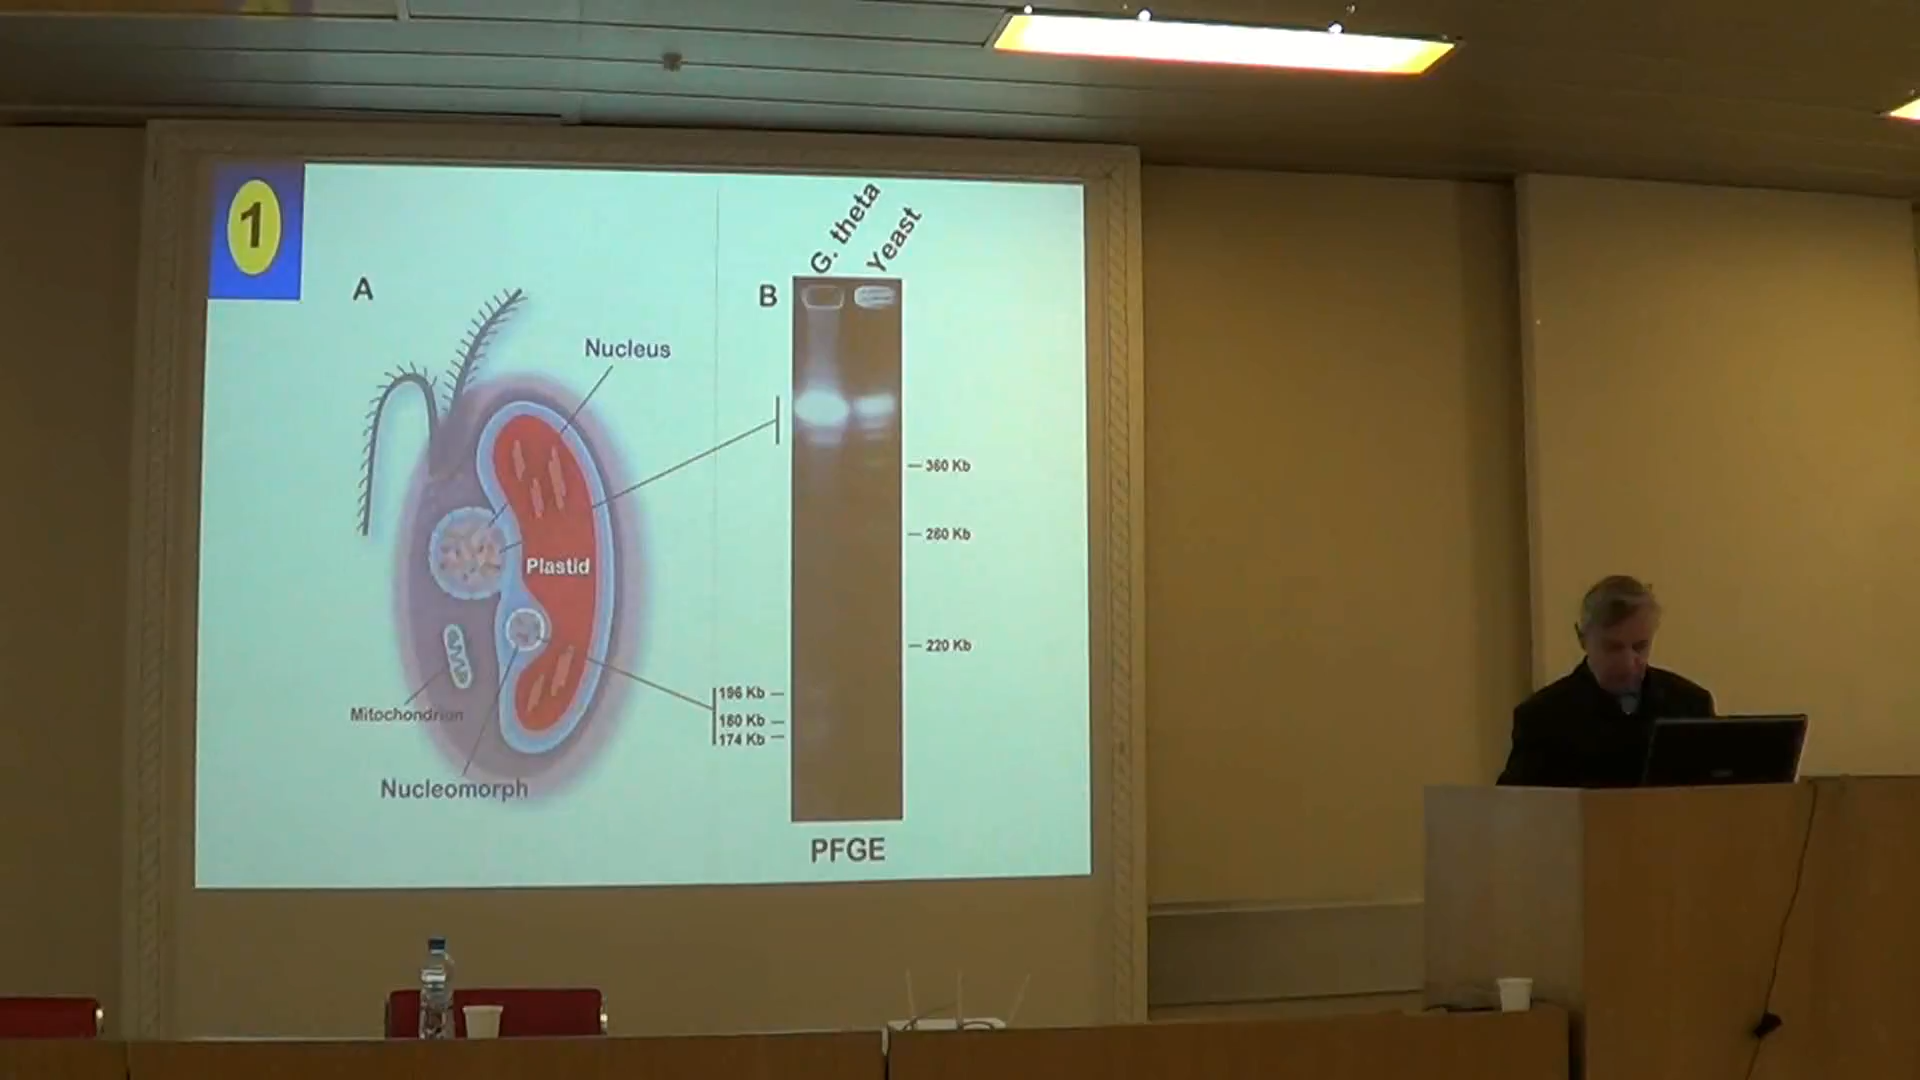 1
A
B
G. theta
Yeast
Nucleus
Plastid
Mitochondrion
Nucleomorph
360 Kb
280 Kb
220 Kb
196 Kb
180 Kb
174 Kb
PFGE